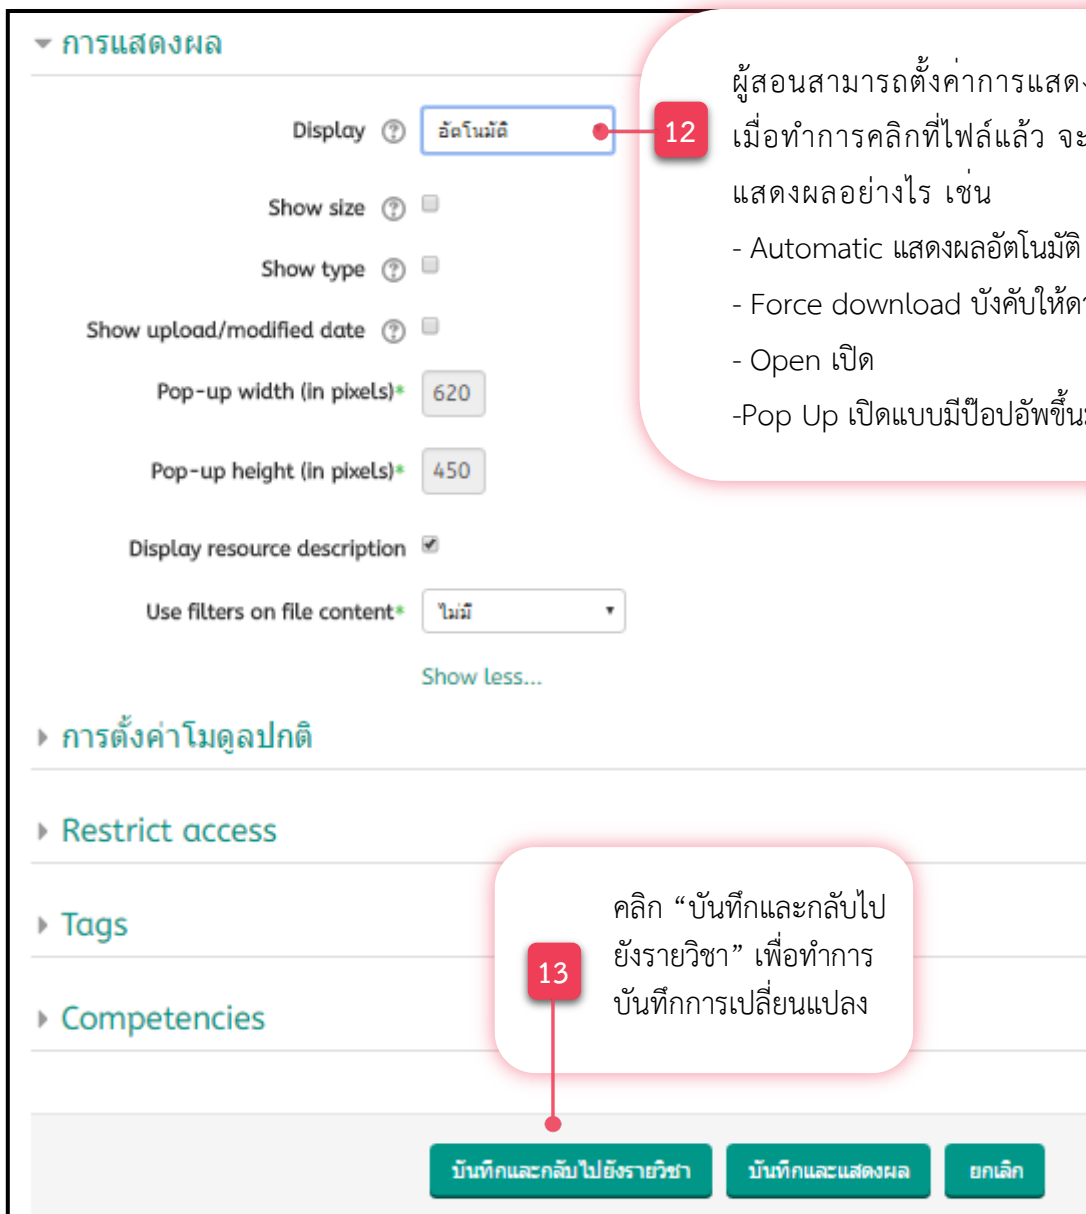 การแสดงผล
Display อัตโนมัติ
Show size
Show type
Show upload/modified date
Pop-up width (in pixels)* 620
Pop-up height (in pixels)* 450
Display resource description
Use filters on file content* ไม่มี
Show less...
12
ผู้สอนสามารถตั้งค่าการแสดง
เมื่อทำการคลิกที่ไฟล์แล้ว จะ
แสดงผลอย่างไร เช่น
- Automatic แสดงผลอัตโนมัติ
- Force download บังคับให้ดา
- Open เปิด
-Pop Up เปิดแบบมีป๊อปอัพขึ้น
การตั้งค่าโมดูลปกติ
Restrict access
Tags
Competencies
13
คลิก “บันทึกและกลับไป
ยังรายวิชา” เพื่อทำการ
บันทึกการเปลี่ยนแปลง
บันทึกและกลับไปยังรายวิชา บันทึกและแสดงผล ยกเลิก